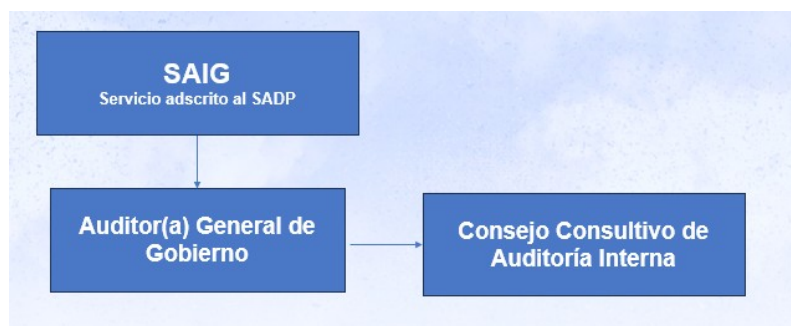 SAIG
Servicio adscrito al SADP
Auditor(a) General de
Gobierno
Consejo Consultivo de
Auditoría Interna